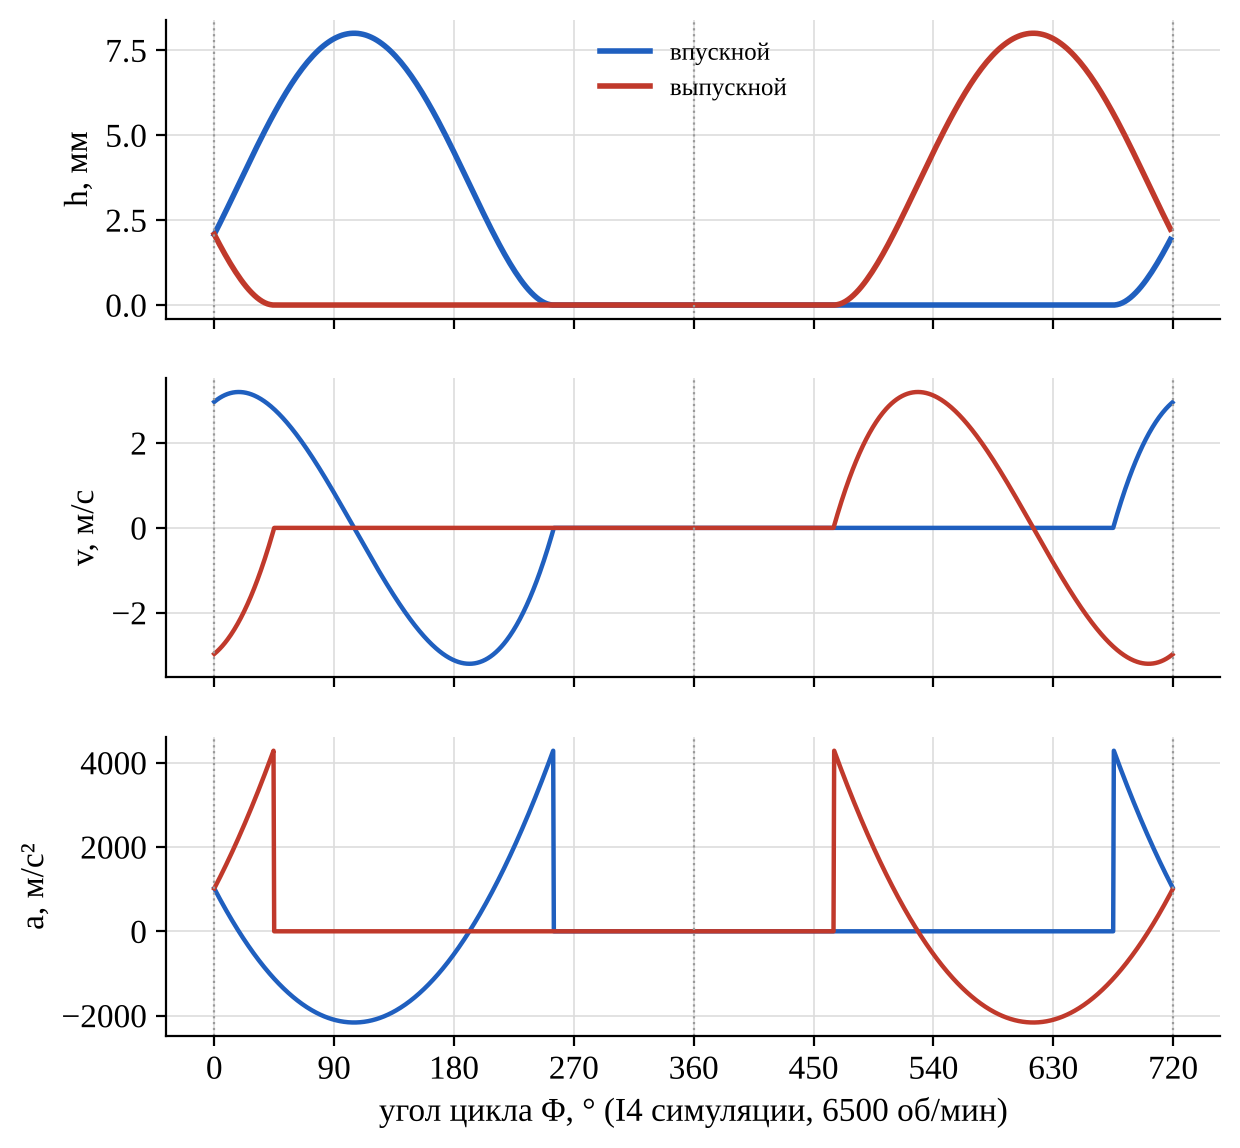 h, мм
7.5
5.0
2.5
0.0
впускной
выпускной
v, м/с
2
0
−2
a, м/с²
4000
2000
0
−2000
0 90 180 270 360 450 540 630 720
угол цикла Φ, ° (I4 симуляции, 6500 об/мин)